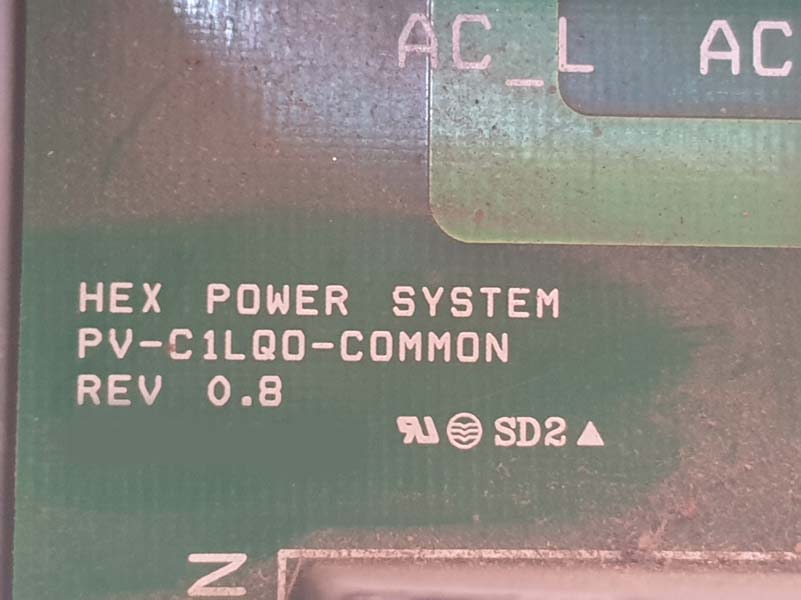 AC_L AC
HEX POWER SYSTEM
PV-C1LQ0-COMMON
REV 0.8
SD2
N